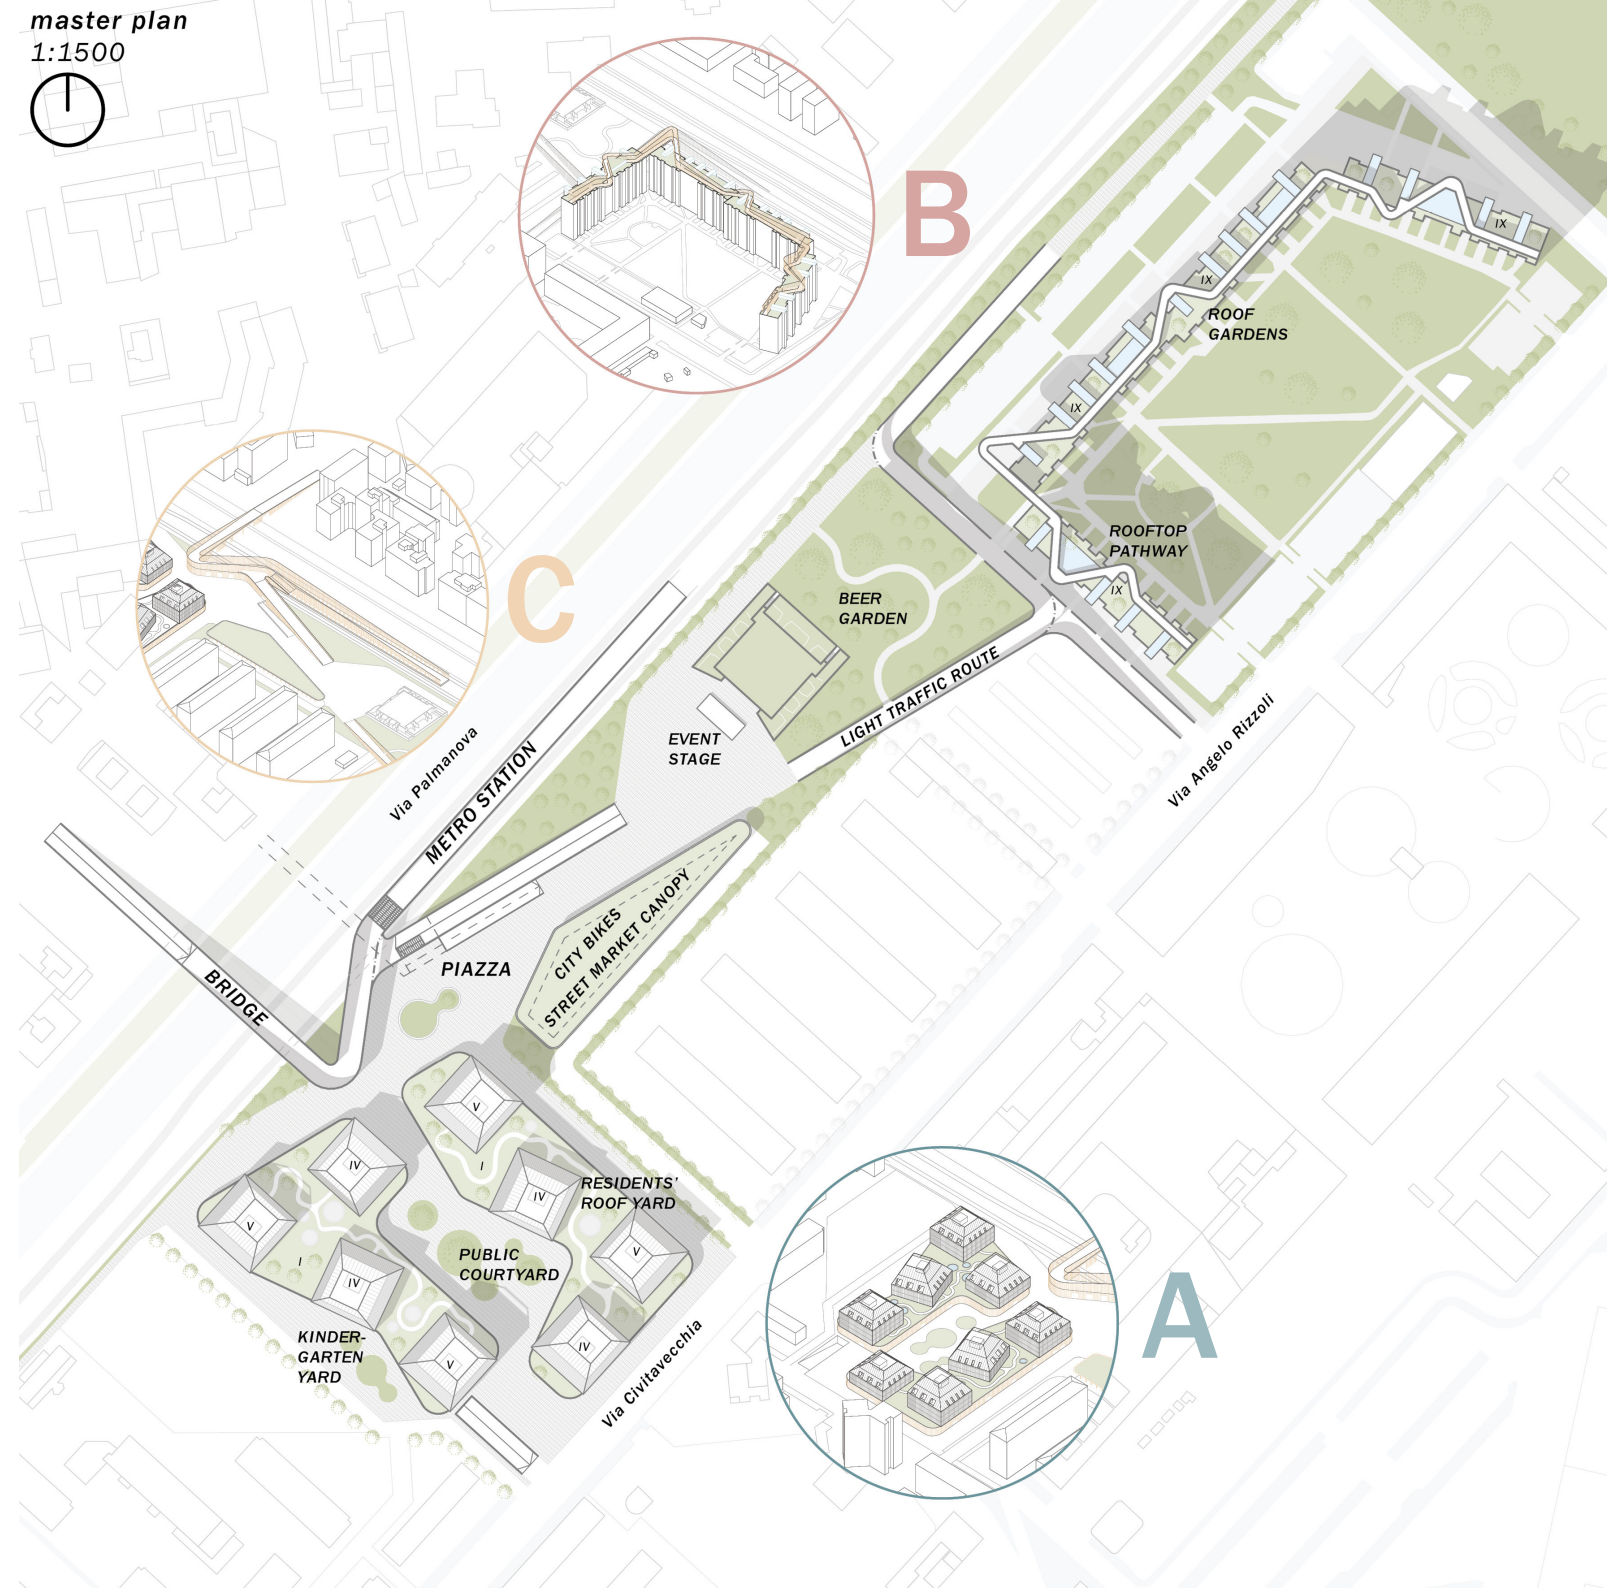 master plan
1:1500
B
IX
IX
ROOF
GARDENS
IX
ROOFTOP
PATHWAY
IX
C
BEER
GARDEN
LIGHT TRAFFIC ROUTE
EVENT
STAGE
Via Palmanova
METRO STATION
Via Angelo Rizzoli
CITY BIKES
STREET MARKET CANOPY
PIAZZA
BRIDGE
V
I
IV
IV
RESIDENTS'
ROOF YARD
V
V
I
IV
PUBLIC
COURTYARD
KINDER-
GARTEN
YARD
V
IV
Via Civitavecchia
A